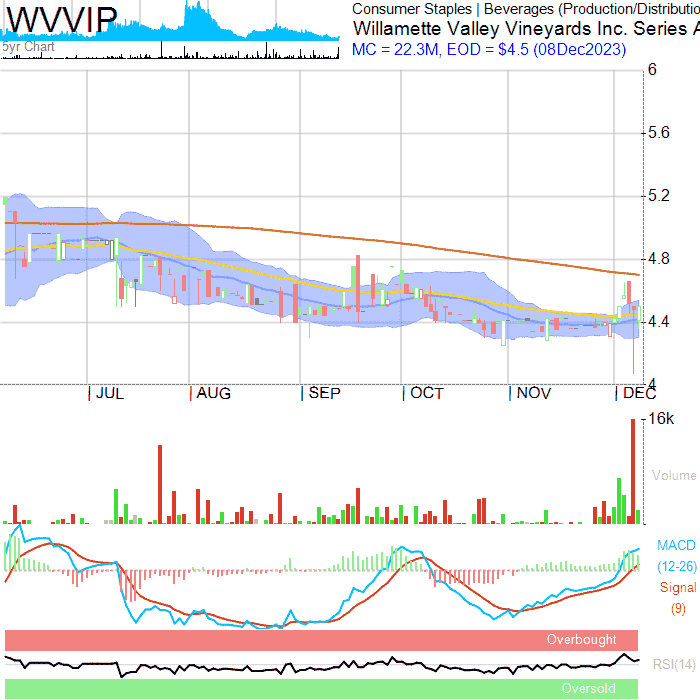 WVVIP
5yr Chart
Consumer Staples | Beverages (Production/Distributio
Willamette Valley Vineyards Inc. Series A
MC = 22.3M, EOD = $4.5 (08Dec2023)
6
5.6
5.2
4.8
4.4
4
JUL AUG SEP OCT NOV DEC
16k
Volume
MACD
(12-26)
Signal
(9)
Overbought
RSI(14)
Oversold